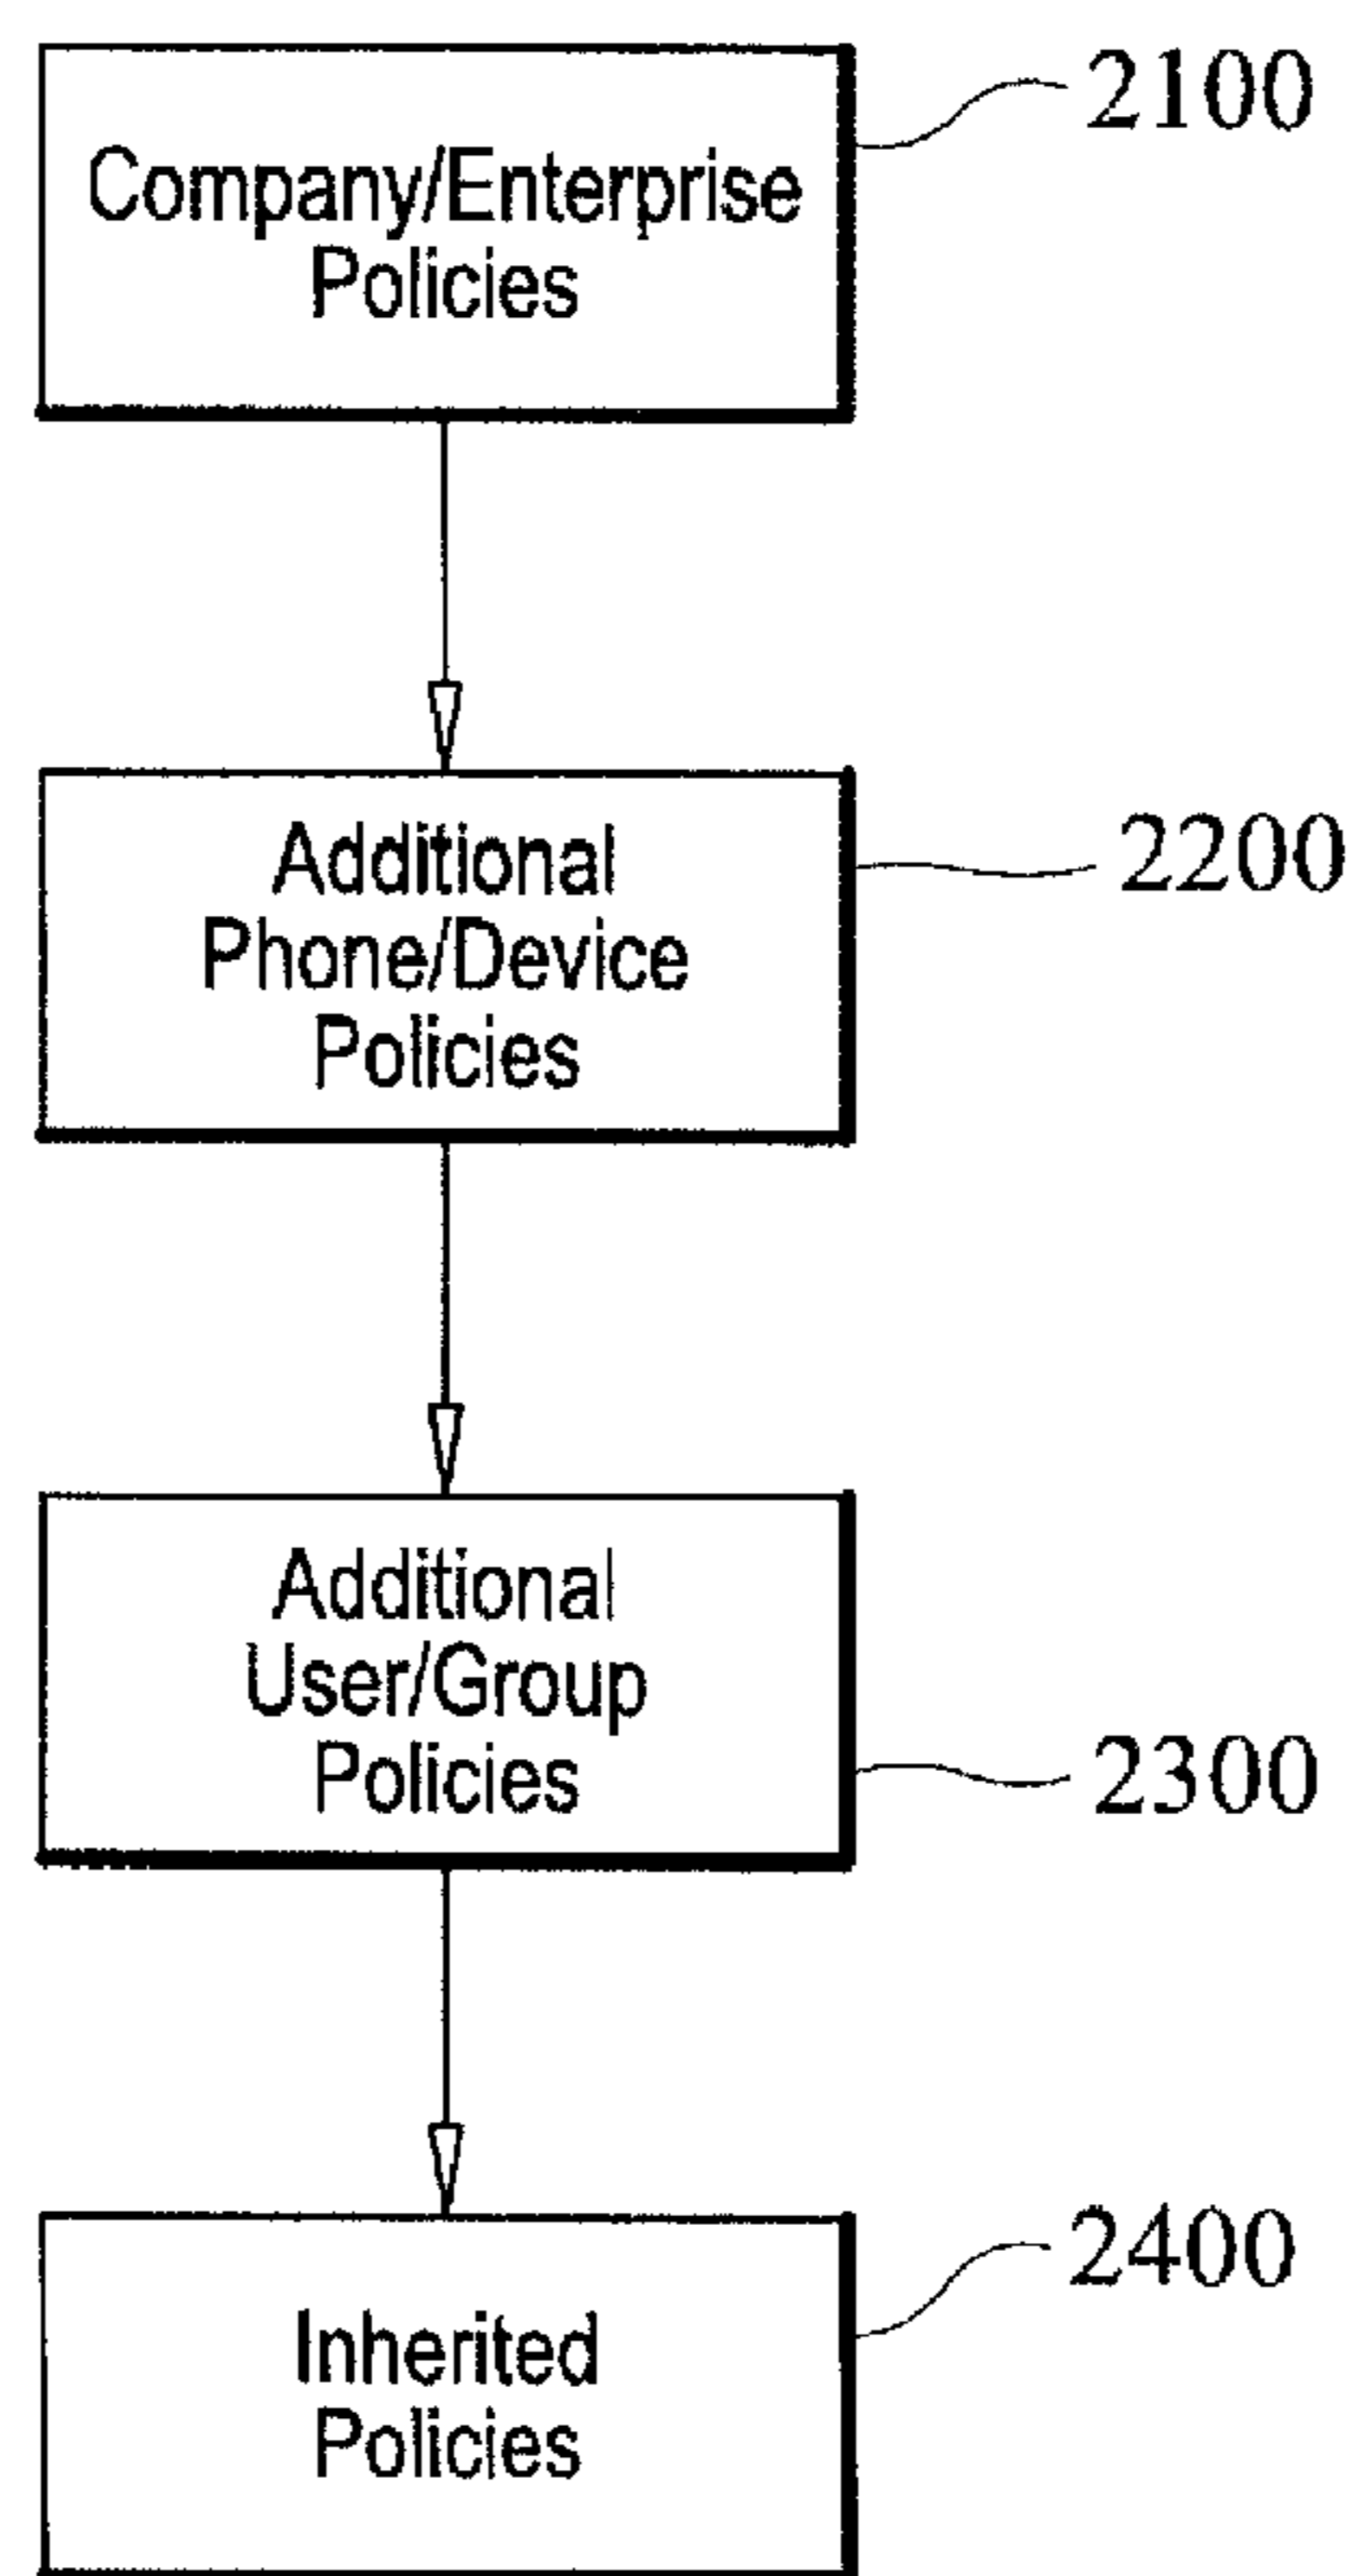 Company/Enterprise
Policies
2100
Additional
Phone/Device
Policies
2200
Additional
User/Group
Policies
2300
Inherited
Policies
2400